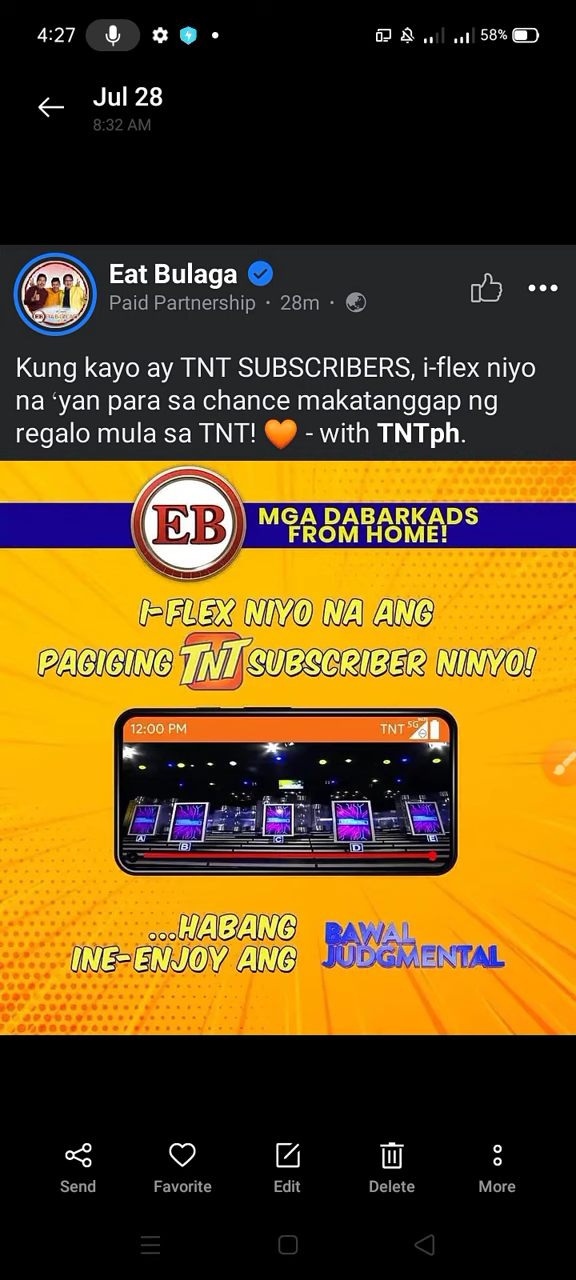 4:27
58%
Jul 28
8:32 AM
Eat Bulaga
Paid Partnership · 28m ·
Kung kayo ay TNT SUBSCRIBERS, i-flex niyo
na ‘yan para sa chance makatanggap ng
regalo mula sa TNT! 🧡 - with TNTph.
EB
MGA DABARKADS
FROM HOME!
I-FLEX NIYO NA ANG
PAGIGING TNT SUBSCRIBER NINYO!
12:00 PM
TNT 5G
A
B
C
D
E
...HABANG
INE-ENJOY ANG
BAWAL
JUDGMENTAL
Send
Favorite
Edit
Delete
More